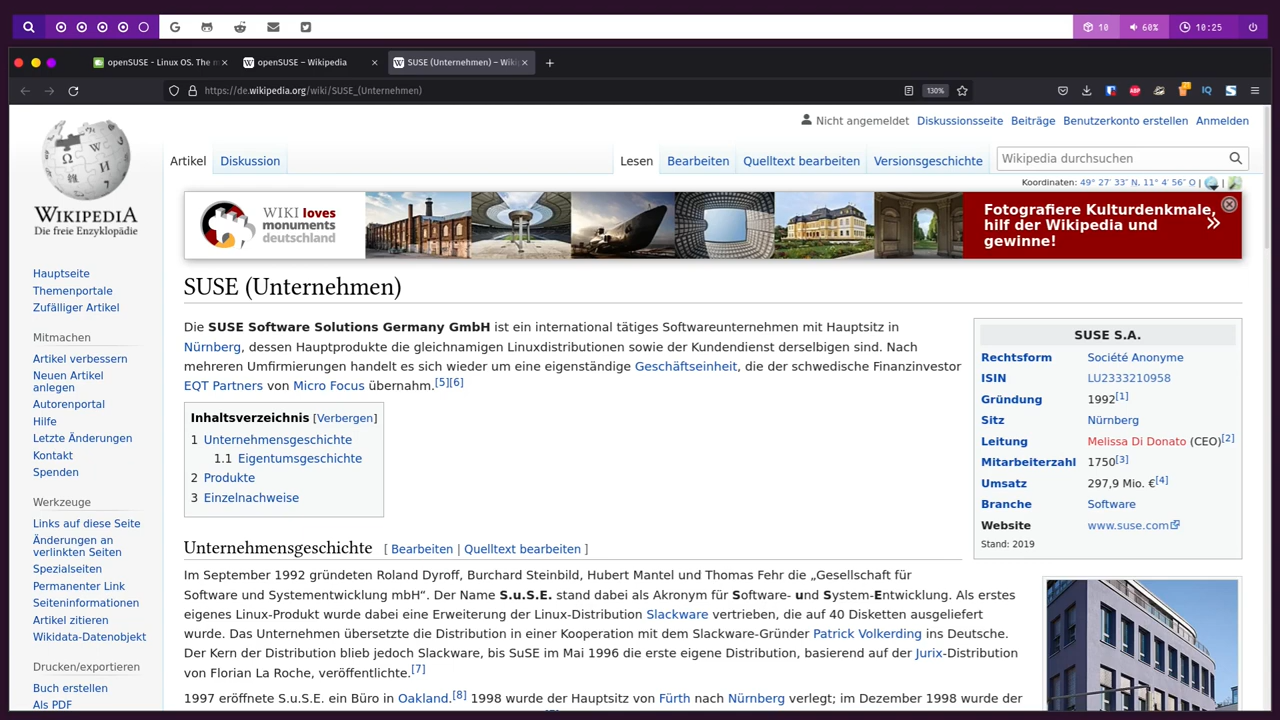 10
60%
10:25
openSUSE - Linux OS. The
openSUSE – Wikipedia
SUSE (Unternehmen) – Wiki
https://de.wikipedia.org/wiki/SUSE_(Unternehmen)
130%
Nicht angemeldet Diskussionsseite Beiträge Benutzerkonto erstellen Anmelden
Artikel Diskussion Lesen Bearbeiten Quelltext bearbeiten Versionsgeschichte Wikipedia durchsuchen
Koordinaten: 49° 27′ 33″ N, 11° 4′ 56″ O | |
WIKIPEDIA
Die freie Enzyklopädie
Hauptseite
Themenportale
Zufälliger Artikel
Mitmachen
Artikel verbessern
Neuen Artikel
anlegen
Autorenportal
Hilfe
Letzte Änderungen
Kontakt
Spenden
Werkzeuge
Links auf diese Seite
Änderungen an
verlinkten Seiten
Spezialseiten
Permanenter Link
Seiteninformationen
Artikel zitieren
Wikidata-Datenobjekt
Drucken/exportieren
Buch erstellen
Als PDF
WIKI loves
monuments
deutschland
Fotografiere Kulturdenkmale,
hilf der Wikipedia und
gewinne!
SUSE (Unternehmen)
Die SUSE Software Solutions Germany GmbH ist ein international tätiges Softwareunternehmen mit Hauptsitz in
Nürnberg, dessen Hauptprodukte die gleichnamigen Linuxdistributionen sowie der Kundendienst derselbigen sind. Nach
mehreren Umfirmierungen handelt es sich wieder um eine eigenständige Geschäftseinheit, die der schwedische Finanzinvestor
EQT Partners von Micro Focus übernahm.[5][6]
Inhaltsverzeichnis [Verbergen]
1 Unternehmensgeschichte
1.1 Eigentumsgeschichte
2 Produkte
3 Einzelnachweise
SUSE S.A.
Rechtsform Société Anonyme
ISIN LU2333210958
Gründung 1992[1]
Sitz Nürnberg
Leitung Melissa Di Donato (CEO)[2]
Mitarbeiterzahl 1750[3]
Umsatz 297,9 Mio. €[4]
Branche Software
Website www.suse.com
Stand: 2019
Unternehmensgeschichte [ Bearbeiten | Quelltext bearbeiten ]
Im September 1992 gründeten Roland Dyroff, Burchard Steinbild, Hubert Mantel und Thomas Fehr die „Gesellschaft für
Software und Systementwicklung mbH“. Der Name S.u.S.E. stand dabei als Akronym für Software- und System-Entwicklung. Als erstes
eigenes Linux-Produkt wurde dabei eine Erweiterung der Linux-Distribution Slackware vertrieben, die auf 40 Disketten ausgeliefert
wurde. Das Unternehmen übersetzte die Distribution in einer Kooperation mit dem Slackware-Gründer Patrick Volkerding ins Deutsche.
Der Kern der Distribution blieb jedoch Slackware, bis SuSE im Mai 1996 die erste eigene Distribution, basierend auf der Jurix-Distribution
von Florian La Roche, veröffentlichte.[7]
1997 eröffnete S.u.S.E. ein Büro in Oakland.[8] 1998 wurde der Hauptsitz von Fürth nach Nürnberg verlegt; im Dezember 1998 wurde der